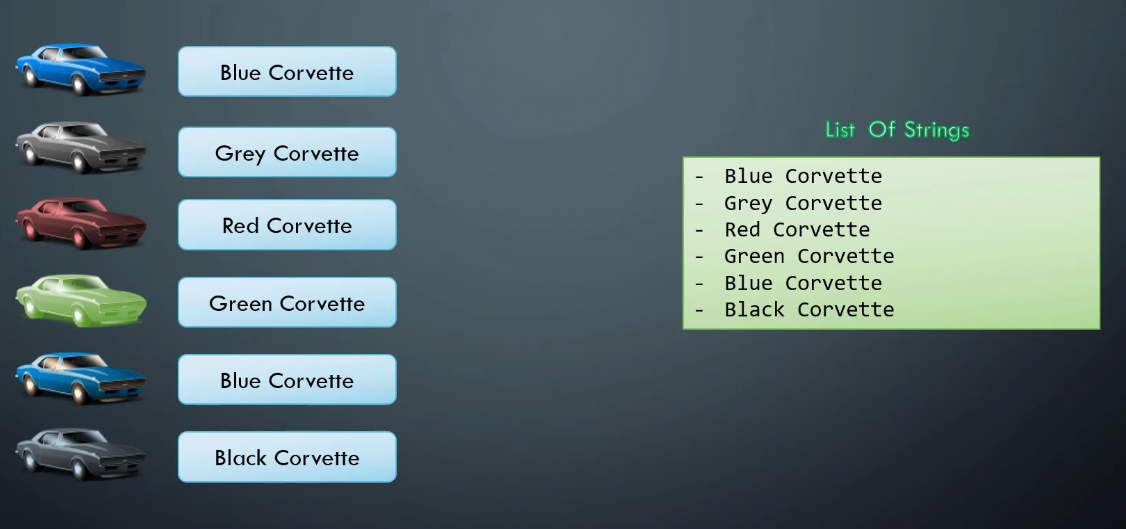 Blue Corvette
Grey Corvette
Red Corvette
Green Corvette
Blue Corvette
Black Corvette
List Of Strings
- Blue Corvette
- Grey Corvette
- Red Corvette
- Green Corvette
- Blue Corvette
- Black Corvette